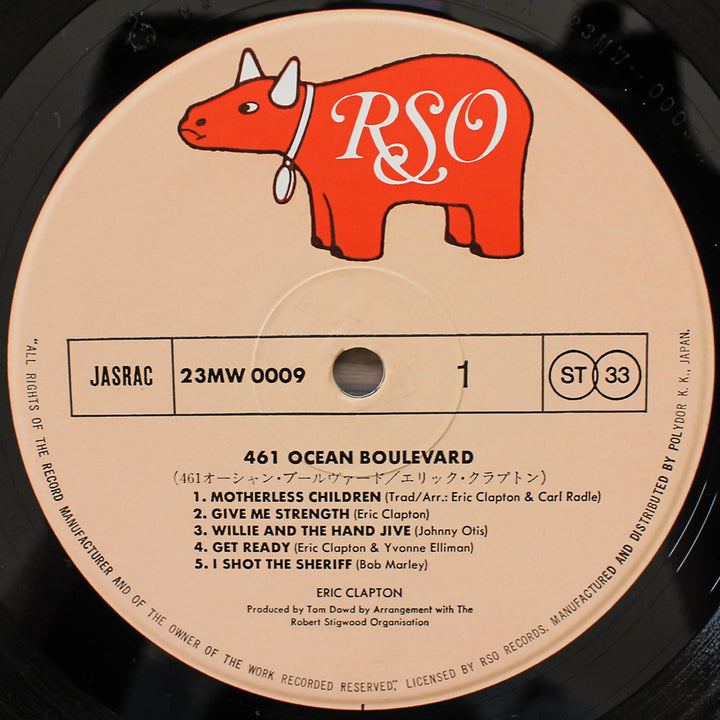 RSO
JASRAC
23MW 0009
1
ST 33
461 OCEAN BOULEVARD
(461オーシャン・ブールヴァード/エリック・クラプトン)
1. MOTHERLESS CHILDREN (Trad/Arr.: Eric Clapton & Carl Radle)
2. GIVE ME STRENGTH (Eric Clapton)
3. WILLIE AND THE HAND JIVE (Johnny Otis)
4. GET READY (Eric Clapton & Yvonne Elliman)
5. I SHOT THE SHERIFF (Bob Marley)
ERIC CLAPTON
Produced by Tom Dowd by Arrangement with The
Robert Stigwood Organisation
"ALL RIGHTS OF THE RECORD MANUFACTURER AND OF THE OWNER OF THE WORK RECORDED RESERVED", LICENSED BY RSO RECORDS. MANUFACTURED AND DISTRIBUTED BY POLYDOR K. K., JAPAN.
23MW-0009